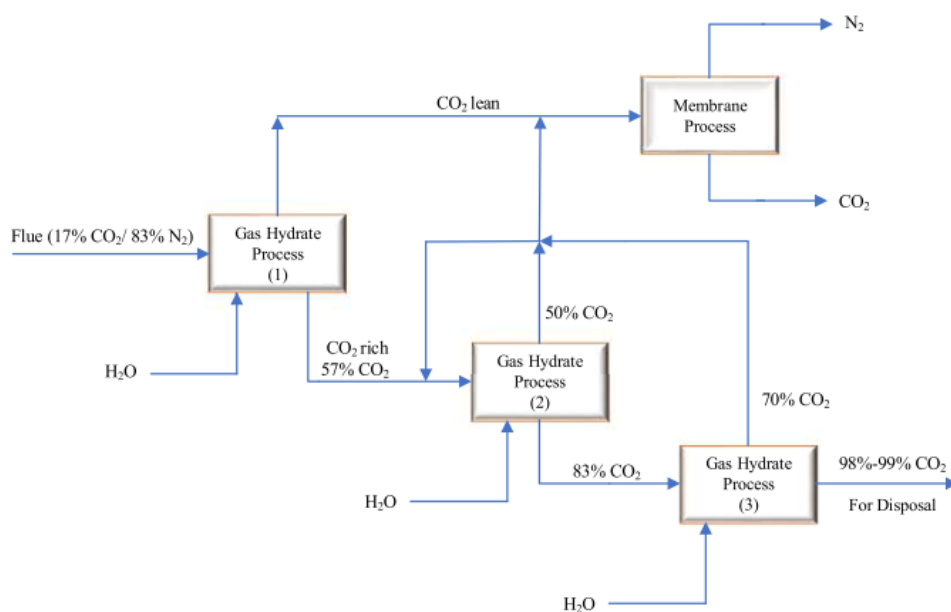 N₂
CO₂ lean
Membrane
Process
CO₂
Flue (17% CO₂/ 83% N₂)
Gas Hydrate
Process
(1)
50% CO₂
CO₂ rich
57% CO₂
H₂O
Gas Hydrate
Process
(2)
70% CO₂
83% CO₂
Gas Hydrate
Process
(3)
98%-99% CO₂
For Disposal
H₂O
H₂O